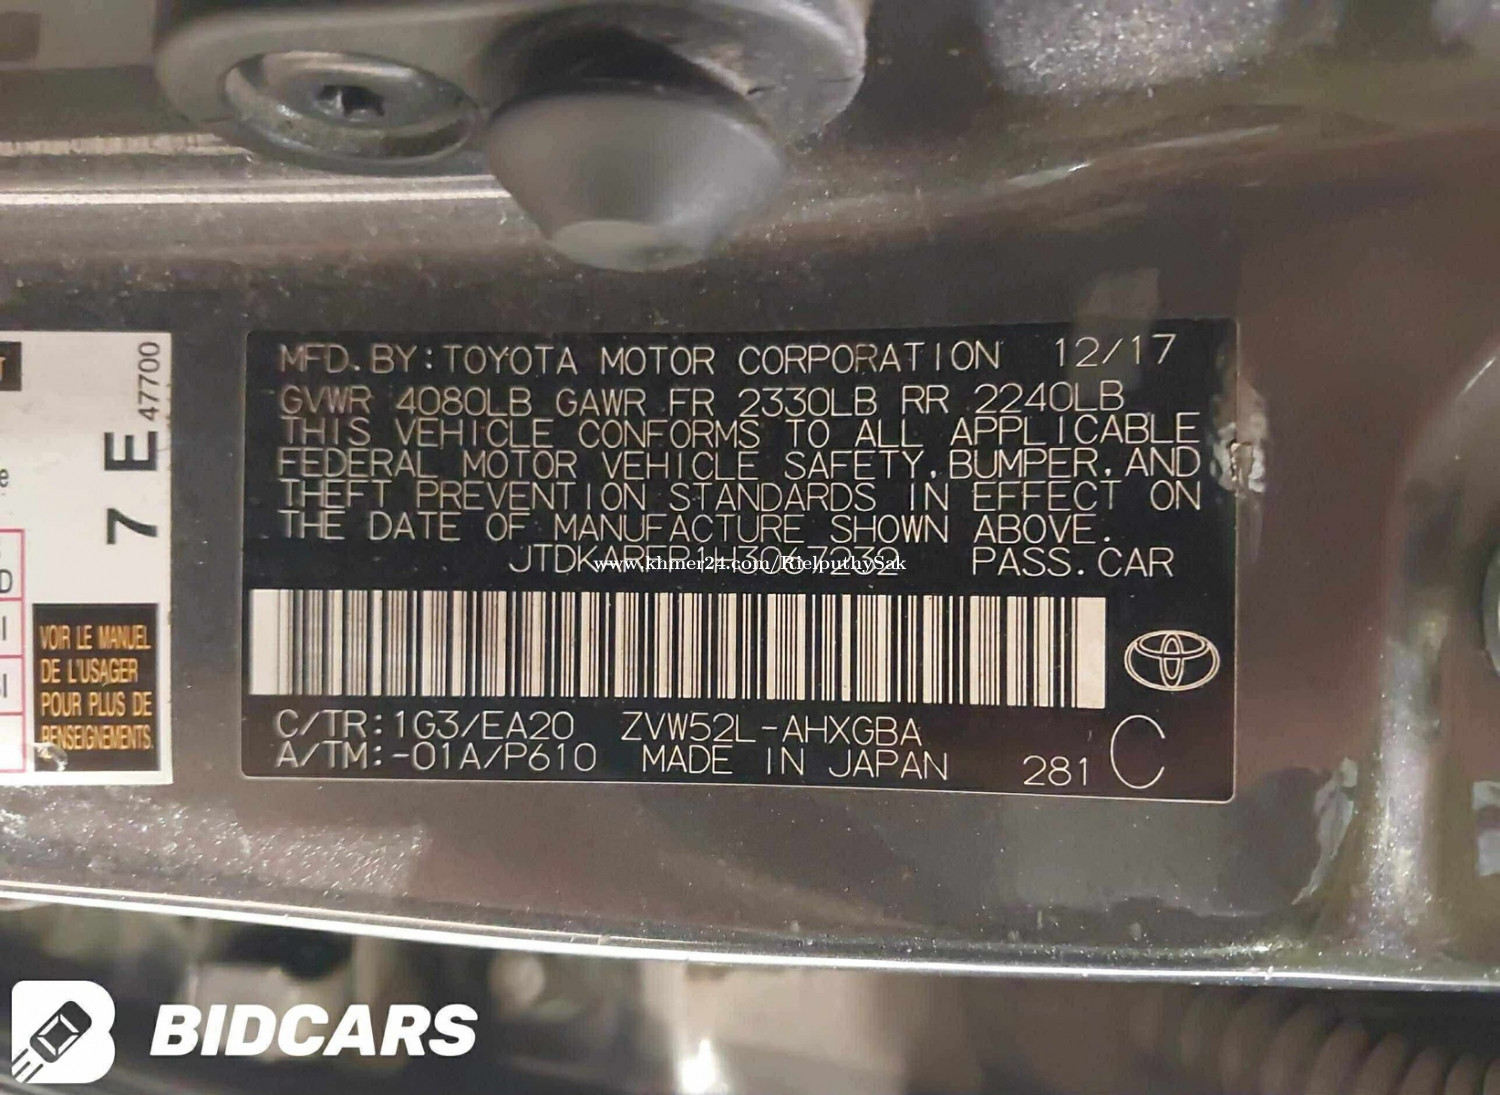 MFD. BY: TOYOTA MOTOR CORPORATION 12/17
GVWR 4080LB GAWR FR 2330LB RR 2240LB
THIS VEHICLE CONFORMS TO ALL APPLICABLE
FEDERAL MOTOR VEHICLE SAFETY, BUMPER, AND
THEFT PREVENTION STANDARDS IN EFFECT ON
THE DATE OF MANUFACTURE SHOWN ABOVE.
PASS. CAR
www.khmer24.com/RielputhySak
C/TR: 1G3/EA20 ZVW52L-AHXGBA
A/TM: -01A/P610 MADE IN JAPAN 281 C
7 E 47700
VOIR LE MANUEL
DE L'USAGER
POUR PLUS DE
RENSEIGNEMENTS.
BIDCARS